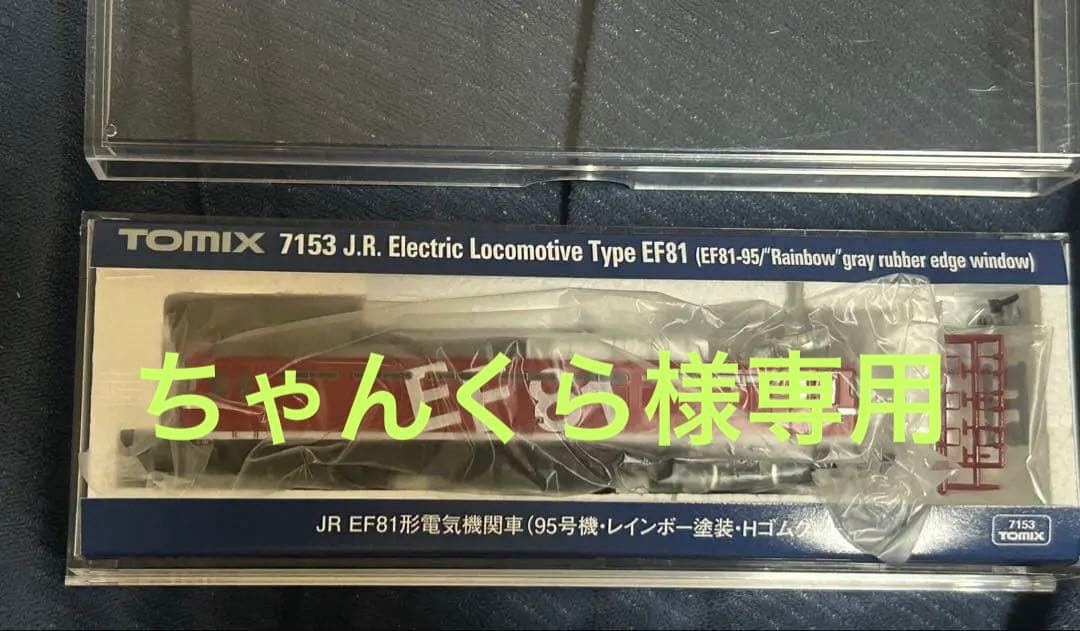 TOMIX 7153 J.R. Electric Locomotive Type EF81 (EF81-95/"Rainbow"gray rubber edge window)
ちゃんくら様専用
JR EF81形電気機関車(95号機・レインボー塗装・Hゴムグ
7153
TOMIX